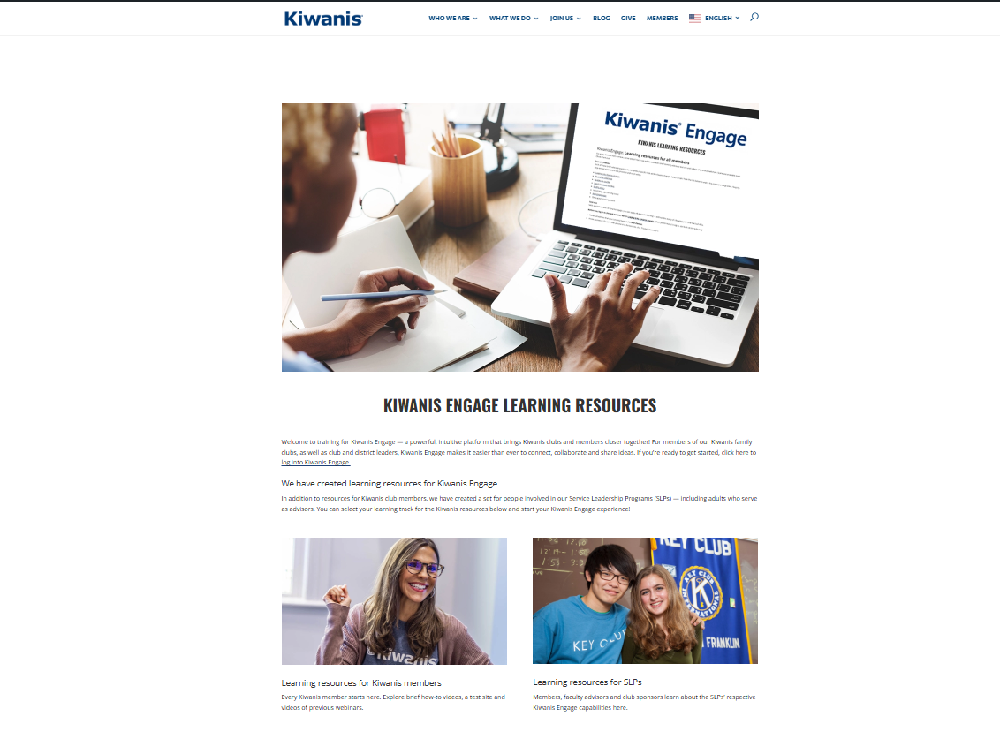 Kiwanis®
WHO WE ARE WHAT WE DO JOIN US BLOG GIVE MEMBERS ENGLISH
Kiwanis® Engage
KIWANIS LEARNING RESOURCES
Kiwanis Engage: Learning resources for all members
KIWANIS ENGAGE LEARNING RESOURCES
Welcome to training for Kiwanis Engage — a powerful, intuitive platform that brings Kiwanis clubs and members closer together! For members of our Kiwanis family
clubs, as well as club and district leaders, Kiwanis Engage makes it easier than ever to connect, collaborate and share ideas. If you're ready to get started, click here to
log into Kiwanis Engage.
We have created learning resources for Kiwanis Engage
In addition to resources for Kiwanis club members, we have created a set for people involved in our Service Leadership Programs (SLPs) — including adults who serve
as advisors. You can select your learning track for the Kiwanis resources below and start your Kiwanis Engage experience!
Kiwanis
12:14 - 1:50
1 53 - 3:3
KEY CLUB
KEY CLUB
K
INTERNATIONAL
KEY CLUB
FRANKLIN
Learning resources for Kiwanis members
Every Kiwanis member starts here. Explore brief how-to videos, a test site and
videos of previous webinars.
Learning resources for SLPs
Members, faculty advisors and club sponsors learn about the SLPs' respective
Kiwanis Engage capabilities here.